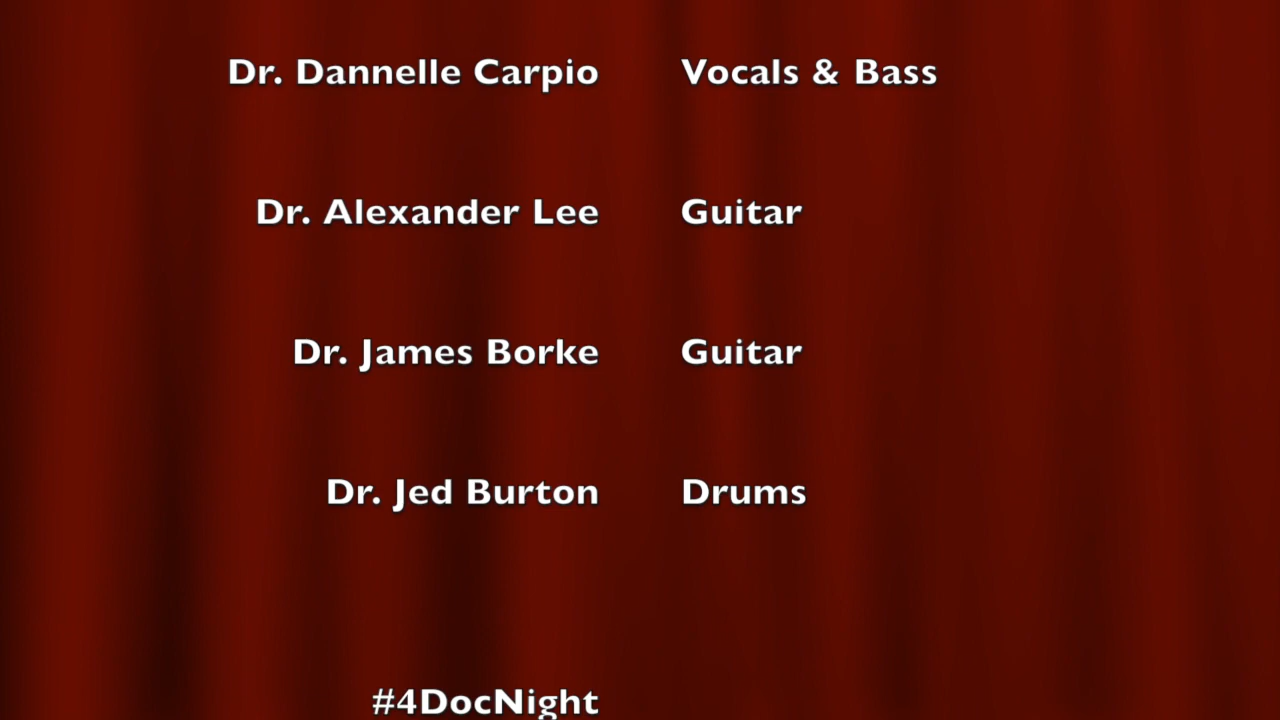 Dr. Dannelle Carpio Vocals & Bass
Dr. Alexander Lee Guitar
Dr. James Borke Guitar
Dr. Jed Burton Drums
#4DocNight